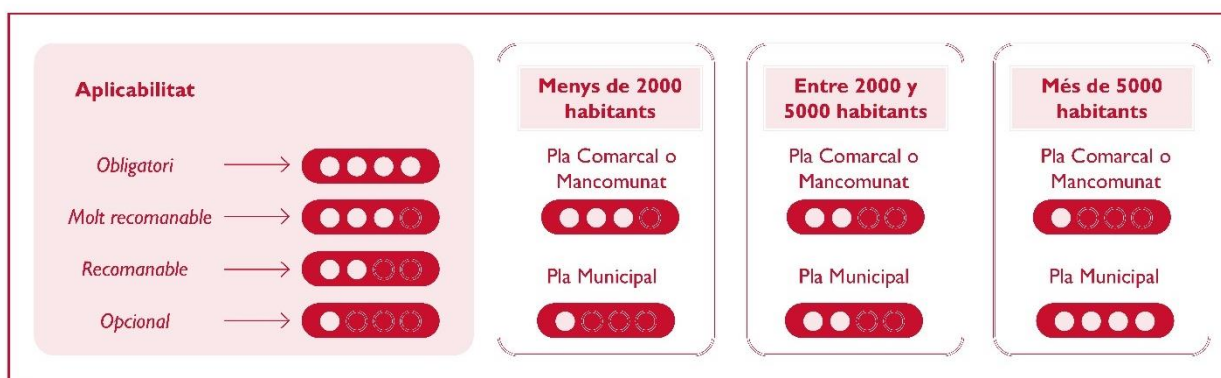 Aplicabilitat
Obligatori
Molt recomanable
Recomanable
Opcional
Menys de 2000
habitants
Pla Comarcal o
Mancomunat
Pla Municipal
Entre 2000 y
5000 habitants
Pla Comarcal o
Mancomunat
Pla Municipal
Més de 5000
habitants
Pla Comarcal o
Mancomunat
Pla Municipal